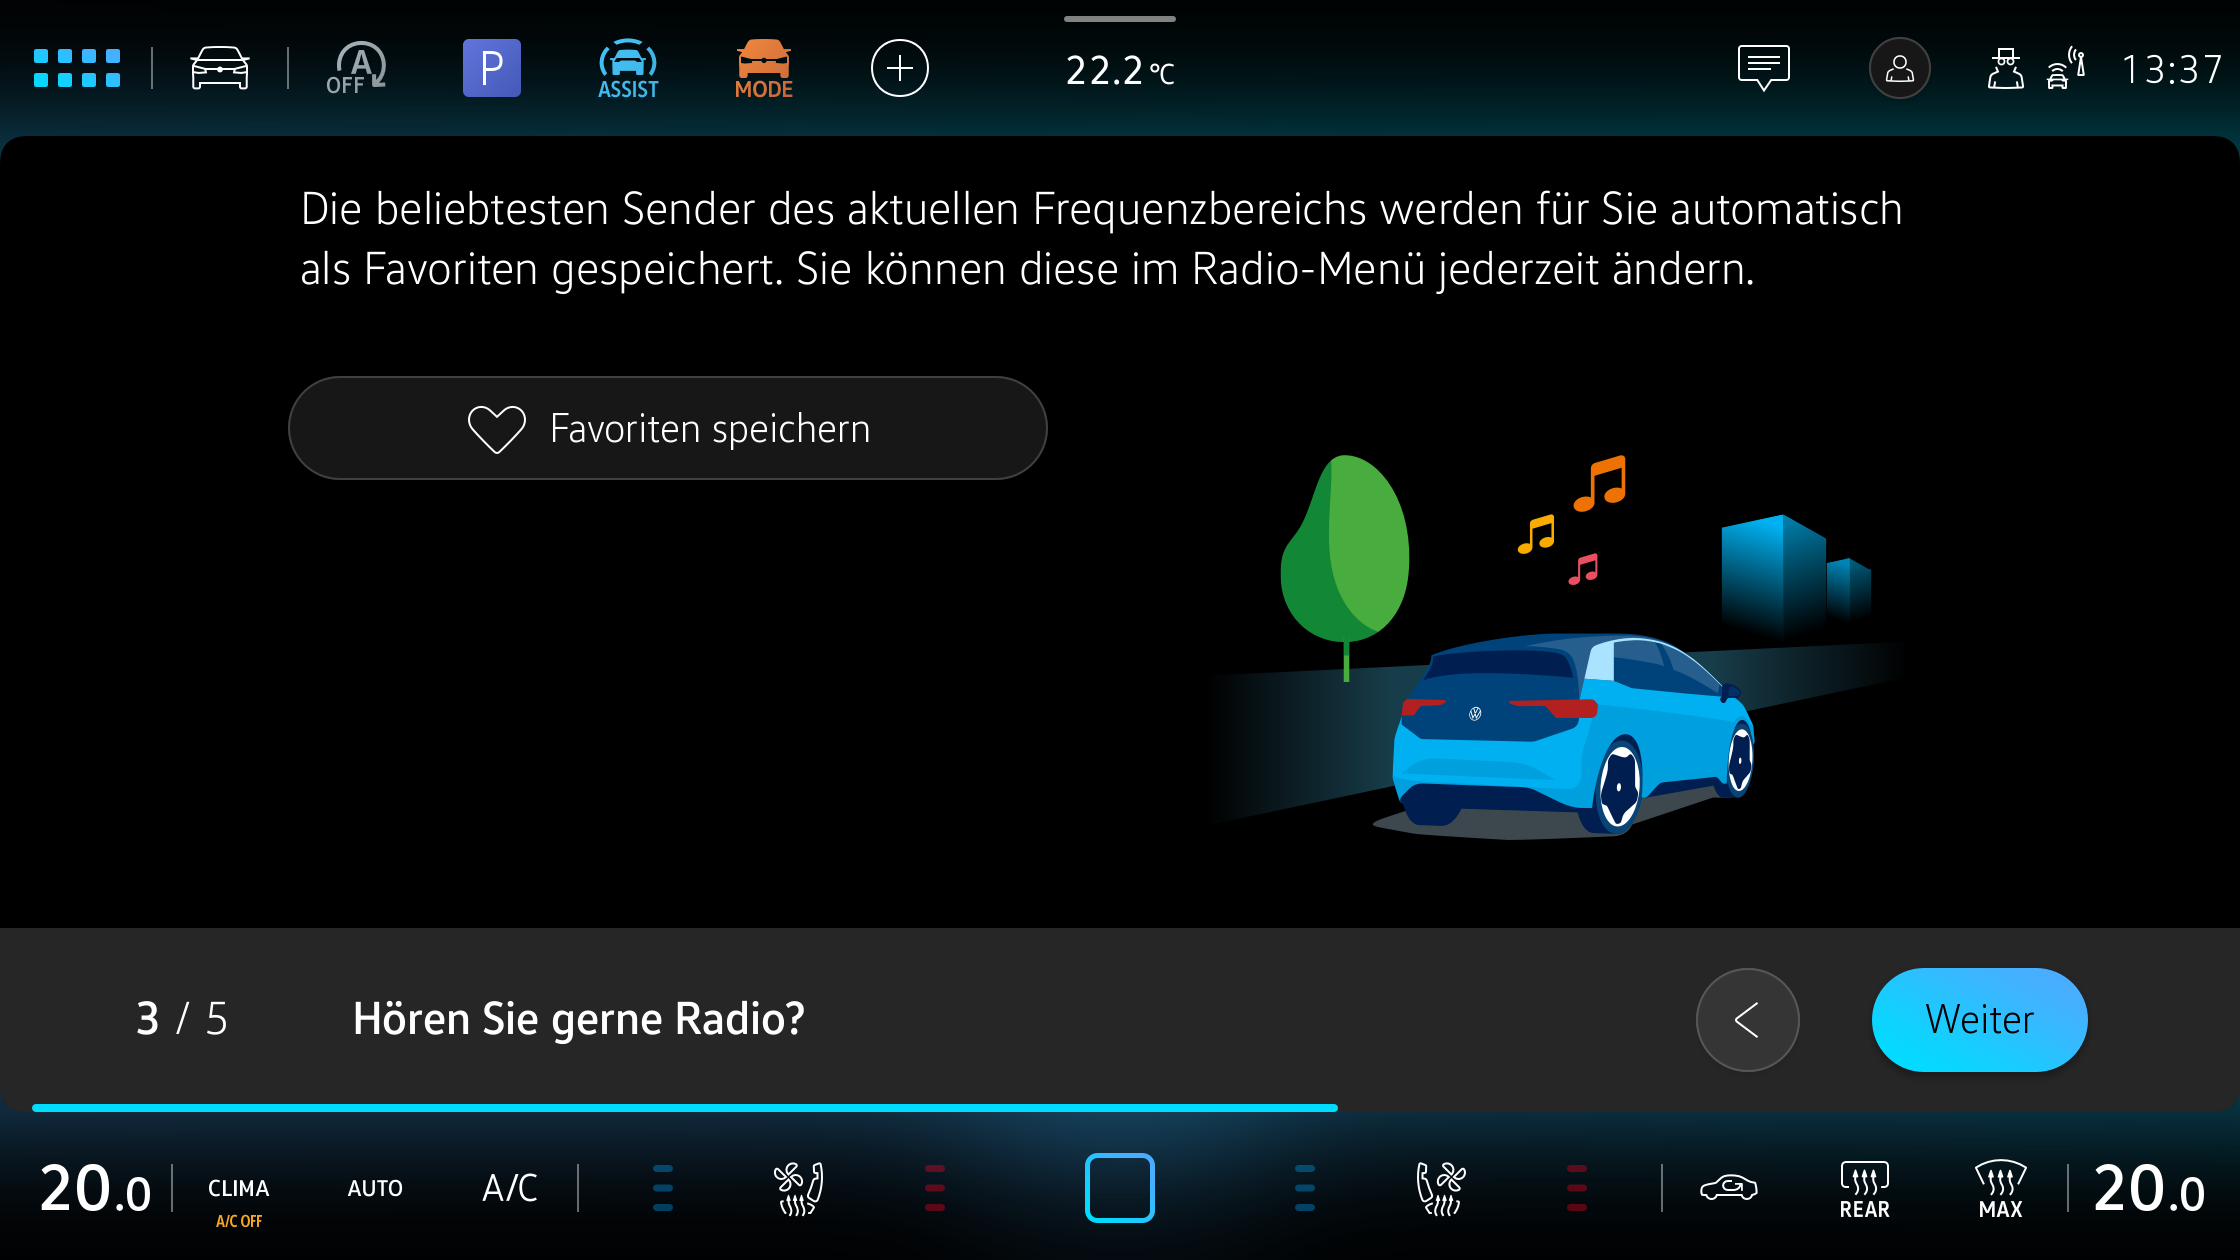 A
OFF
P
ASSIST
MODE
22.2 °C
13:37
Die beliebtesten Sender des aktuellen Frequenzbereichs werden für Sie automatisch
als Favoriten gespeichert. Sie können diese im Radio-Menü jederzeit ändern.
Favoriten speichern
3 / 5
Hören Sie gerne Radio?
Weiter
20.0
CLIMA
A/C OFF
AUTO
A/C
REAR
MAX
20.0